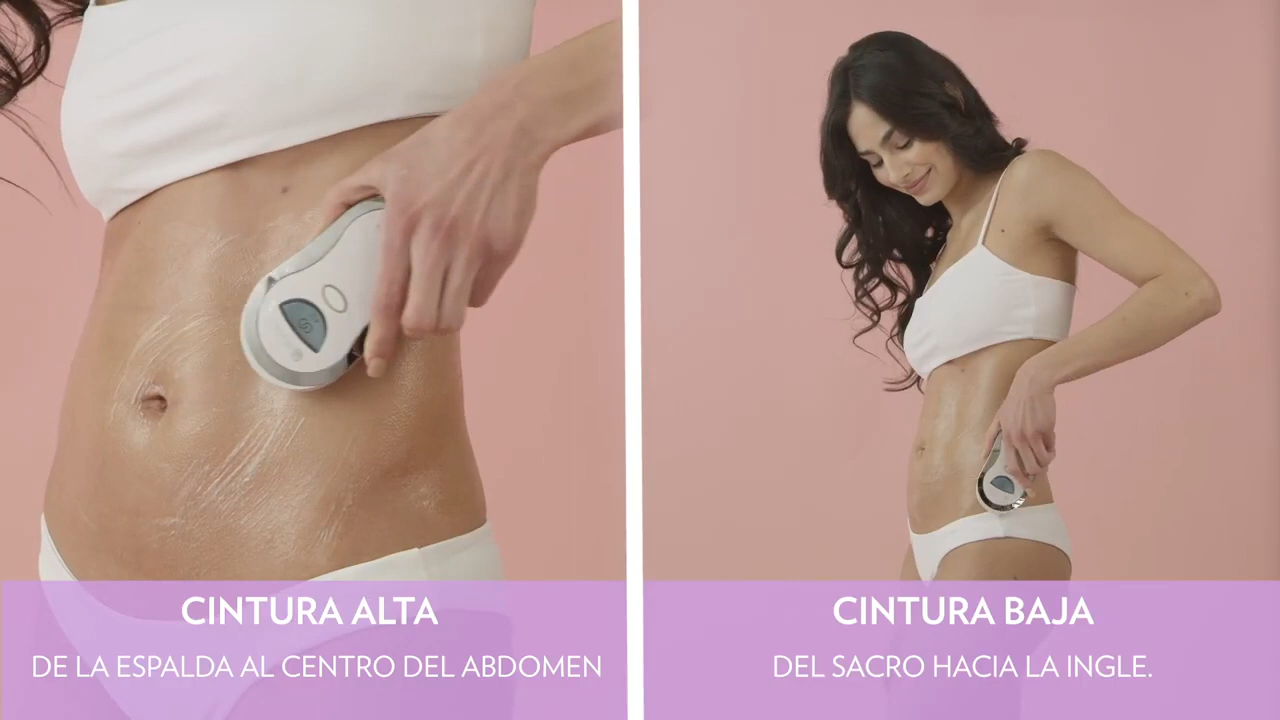 CINTURA ALTA
DE LA ESPALDA AL CENTRO DEL ABDOMEN
CINTURA BAJA
DEL SACRO HACIA LA INGLE.